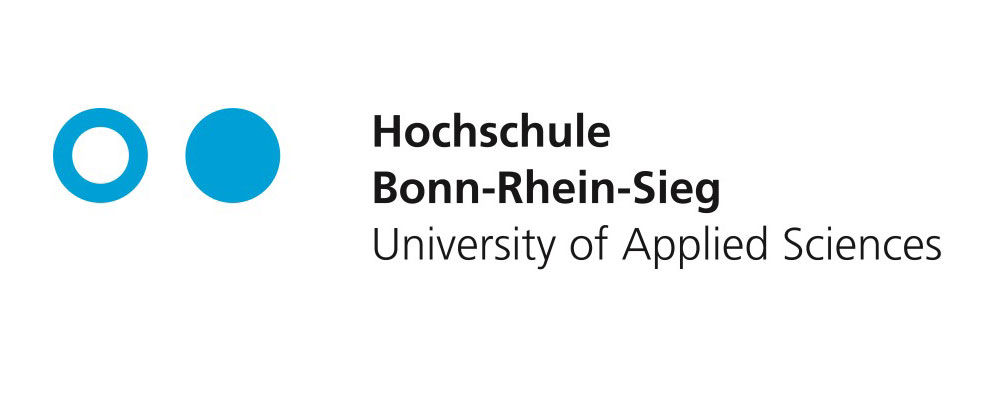 Hochschule
Bonn-Rhein-Sieg
University of Applied Sciences